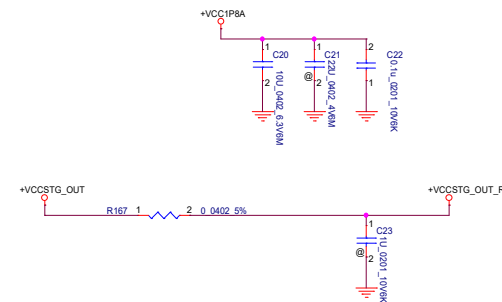 +VCC1P8A
1
C20
10U_0402_6.3V6M
2
1
C21
22U_0402_4V6M
@
2
2
C22
0.1u_0201_10V6K
1
+VCCSTG_OUT
R167 1 2 0_0402_5%
+VCCSTG_OUT_R
1
C23
1U_0201_10V6K
@
2